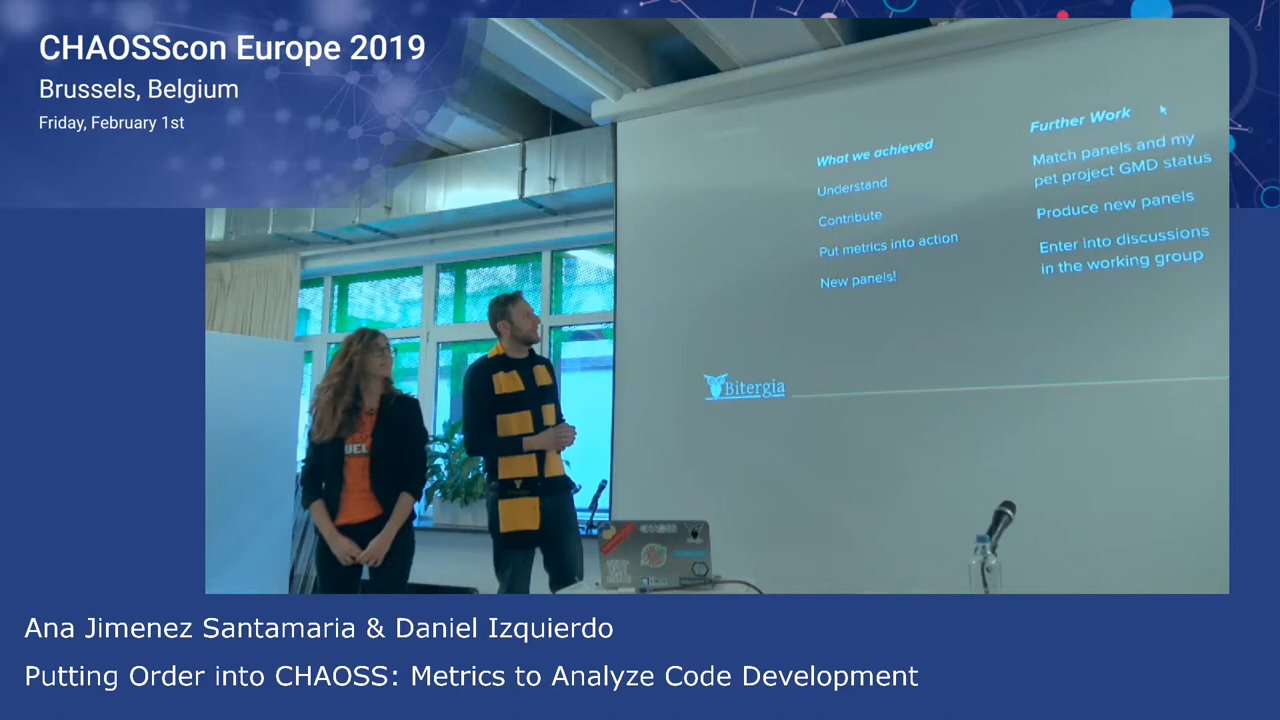 CHAOSScon Europe 2019
Brussels, Belgium
Friday, February 1st
What we achieved
Understand
Contribute
Put metrics into action
New panels!
Further Work
Match panels and my
pet project GMD status
Produce new panels
Enter into discussions
in the working group
Bitergia
UEL
CHAOSS
Ana Jimenez Santamaria & Daniel Izquierdo
Putting Order into CHAOSS: Metrics to Analyze Code Development